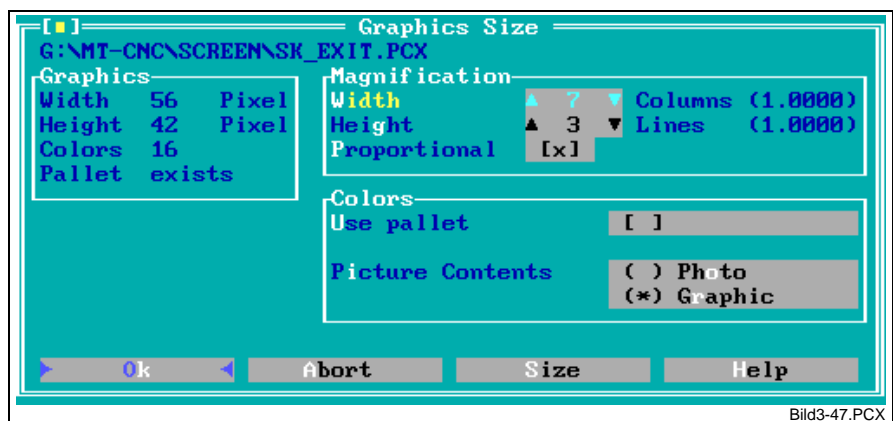 [■] Graphics Size
G:\MT-CNC\SCREEN\SK_EXIT.PCX
Graphics
Width 56 Pixel
Height 42 Pixel
Colors 16
Pallet exists
Magnification
Width ▲ 7 ▼ Columns (1.0000)
Height ▲ 3 ▼ Lines (1.0000)
Proportional [x]
Colors
Use pallet [ ]
Picture Contents ( ) Photo
(*) Graphic
► Ok ◄ Abort Size Help
Bild3-47.PCX